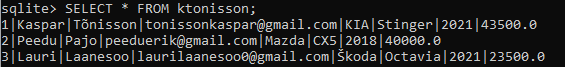 sqlite> SELECT * FROM ktonisson;
1|Kaspar|Tõnisson|tonissonkaspar@gmail.com|KIA|Stinger|2021|43500.0
2|Peedu|Pajo|peeduerik@gmail.com|Mazda|CX5|2018|40000.0
3|Lauri|Laanesoo|laurilaanesoo0@gmail.com|Škoda|Octavia|2021|23500.0